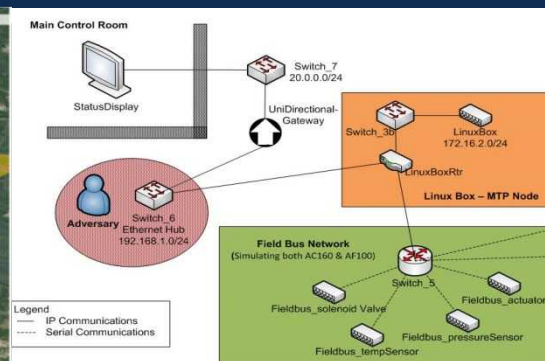 Main Control Room
StatusDisplay
Switch_7
20.0.0.0/24
UniDirectional-
Gateway
Switch_3b
LinuxBox
172.16.2.0/24
LinuxBoxRtr
Linux Box – MTP Node
Adversary
Switch_6
Ethernet Hub
192.168.1.0/24
Field Bus Network
(Simulating both AC160 & AF100)
Switch_5
Fieldbus_solenoid Valve
Fieldbus_actuator
Fieldbus_pressureSensor
Fieldbus_tempSensor
Legend
IP Communications
Serial Communications